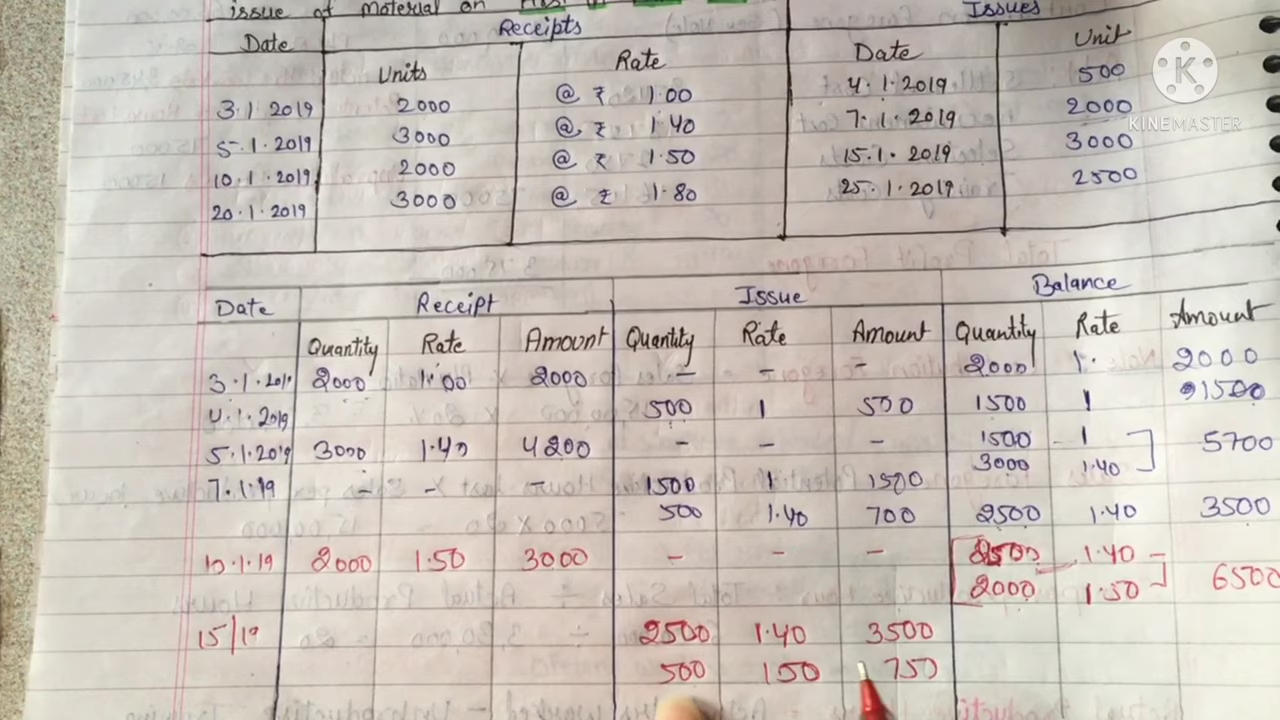 issue of material on
Receipts Issues
Date Units Rate Date Unit
3.1.2019 2000 @ ₹ 1.00 4.1.2019 500
5.1.2019 3000 @ ₹ 1.40 7.1.2019 2000
10.1.2019 2000 @ ₹ 1.50 15.1.2019 3000
20.1.2019 3000 @ ₹ 1.80 25.1.2019 2500
KINEMASTER
Date Receipt Issue Balance
Quantity Rate Amount Quantity Rate Amount Quantity Rate Amount
3.1.2019 2000 1.00 2000 - - - 2000 1. 2000
4.1.2019 500 1 500 1500 1 1500
5.1.2019 3000 1.40 4200 - - - 1500 1 5700
3000 1.40
7.1.19 - - - 1500 1 1500
500 1.40 700 2500 1.40 3500
10.1.19 2000 1.50 3000 - - - 2500 1.40
2000 1.50 6500
15/19 2500 1.40 3500
500 150 750